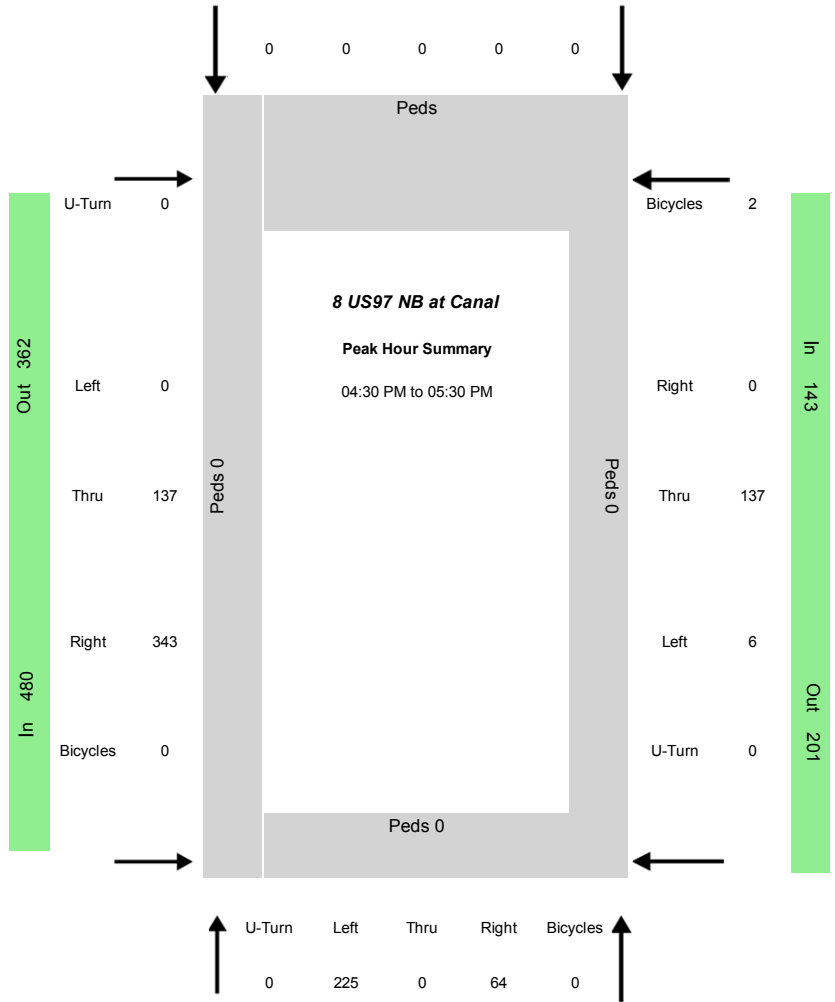 0 0 0 0 0
Peds
U-Turn 0
Bicycles 2
8 US97 NB at Canal
Peak Hour Summary
04:30 PM to 05:30 PM
Out 362
In 143
Left 0
Right 0
Thru 137
Peds 0
Peds 0
Thru 137
Right 343
Left 6
In 480
Out 201
Bicycles 0
U-Turn 0
Peds 0
U-Turn Left Thru Right Bicycles
0 225 0 64 0